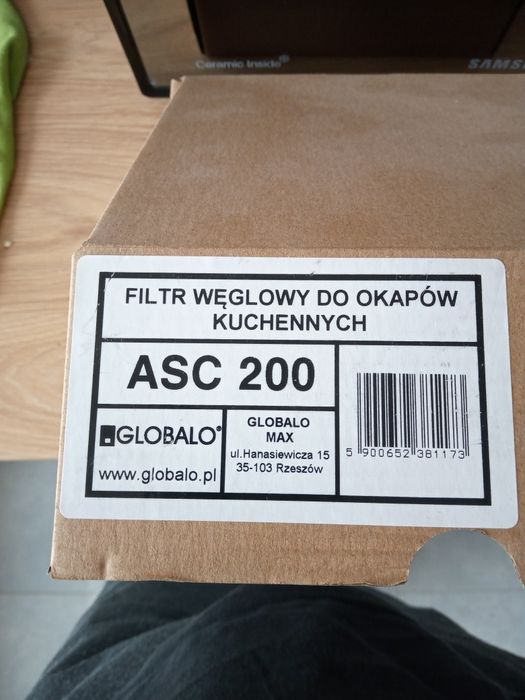 Ceramic Inside®
SAMS
FILTR WĘGLOWY DO OKAPÓW
KUCHENNYCH
ASC 200
GLOBALO®
www.globalo.pl
GLOBALO
MAX
ul.Hanasiewicza 15
35-103 Rzeszów
5 900652 381173